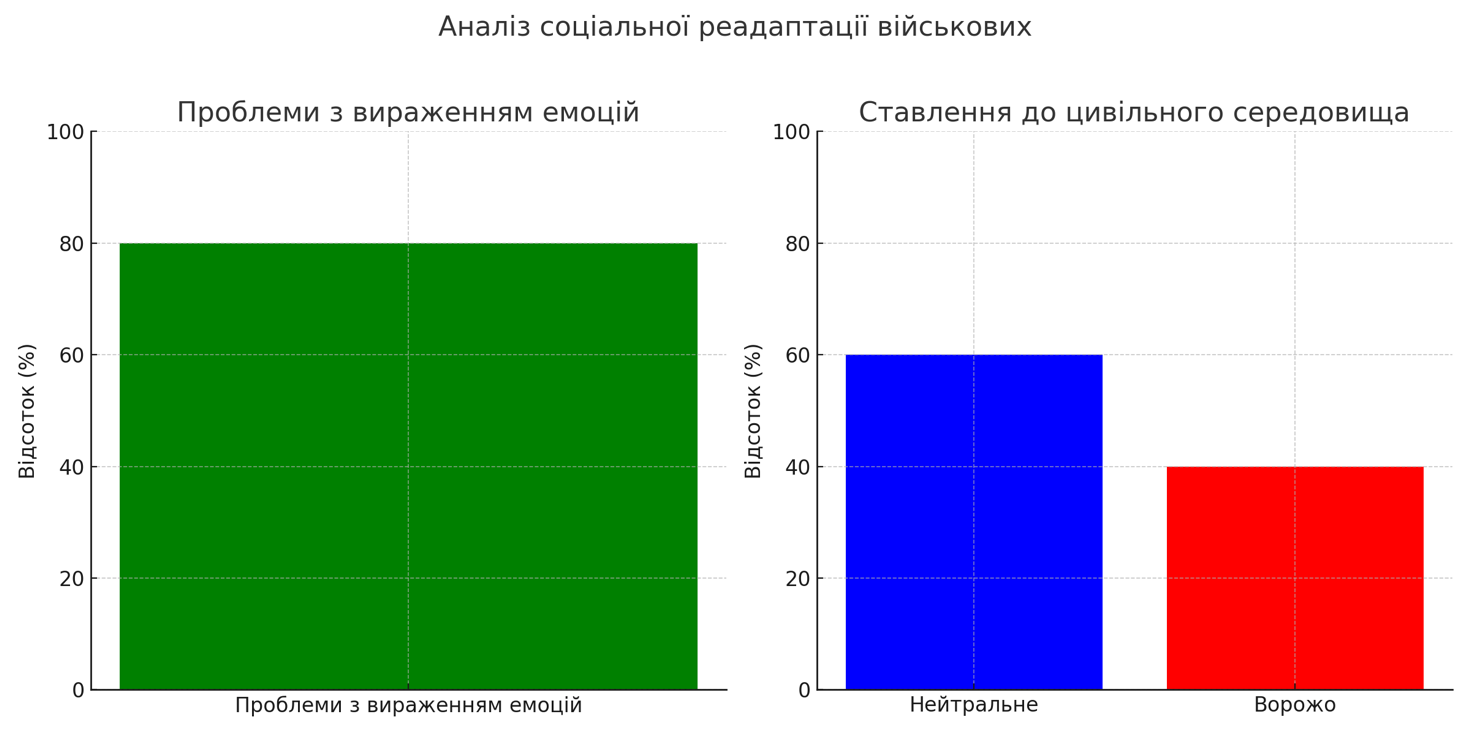 Аналіз соціальної реадаптації військових
Проблеми з вираженням емоцій
Відсоток (%)
100
80
60
40
20
0
Проблеми з вираженням емоцій
Ставлення до цивільного середовища
Відсоток (%)
100
80
60
40
20
0
Нейтральне
Ворожо